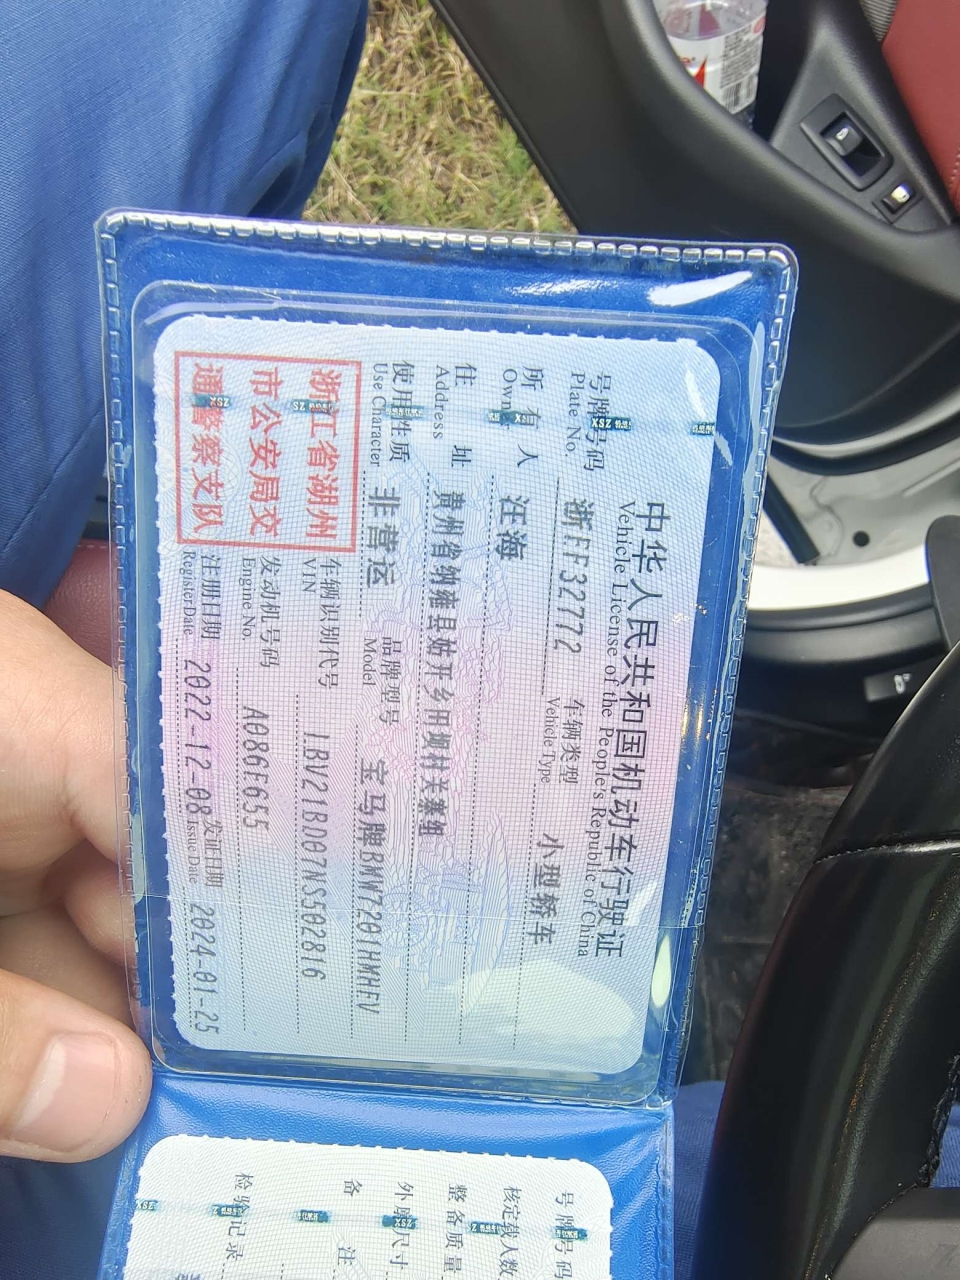 中华人民共和国机动车行驶证
Vehicle License of the People's Republic of China
号牌号码 浙FF32772 车辆类型 小型轿车
Plate No. Vehicle Type
所有人 汪海
Owner
住址 贵州省纳雍县姑开乡田坝村关寨组
Address
使用性质 非营运 品牌型号 宝马牌BMW7201HMHEV
Use Character Model
浙江省湖州
市公安局交
通警察支队
车辆识别代号 LBV21BD07NS502816
VIN
发动机号码 A086F655
Engine No.
注册日期 2022-12-08 发证日期 2024-01-25
Register Date Issue Date
号牌号码
核定载人数
整备质量
外廓尺寸
备注
检验记录